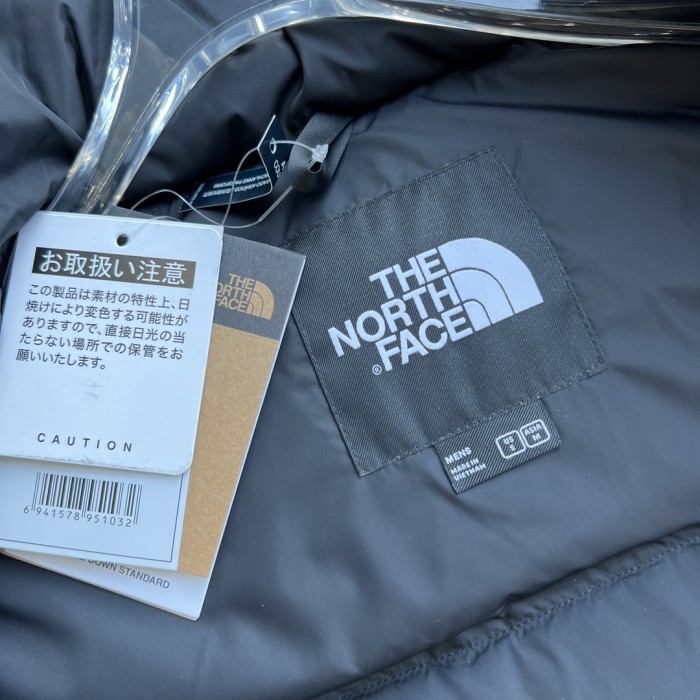 お取扱い注意
この製品は素材の特性上、日
焼けにより変色する可能性が
ありますので、直接日光の当
たらない場所での保管をお
願いいたします。
CAUTION
6 941578 951032
DOWN STANDARD
THE
NORTH
FACE
THE
NORTH
FACE
®
MENS
MADE IN
VIETNAM
US
S
ASIA
M